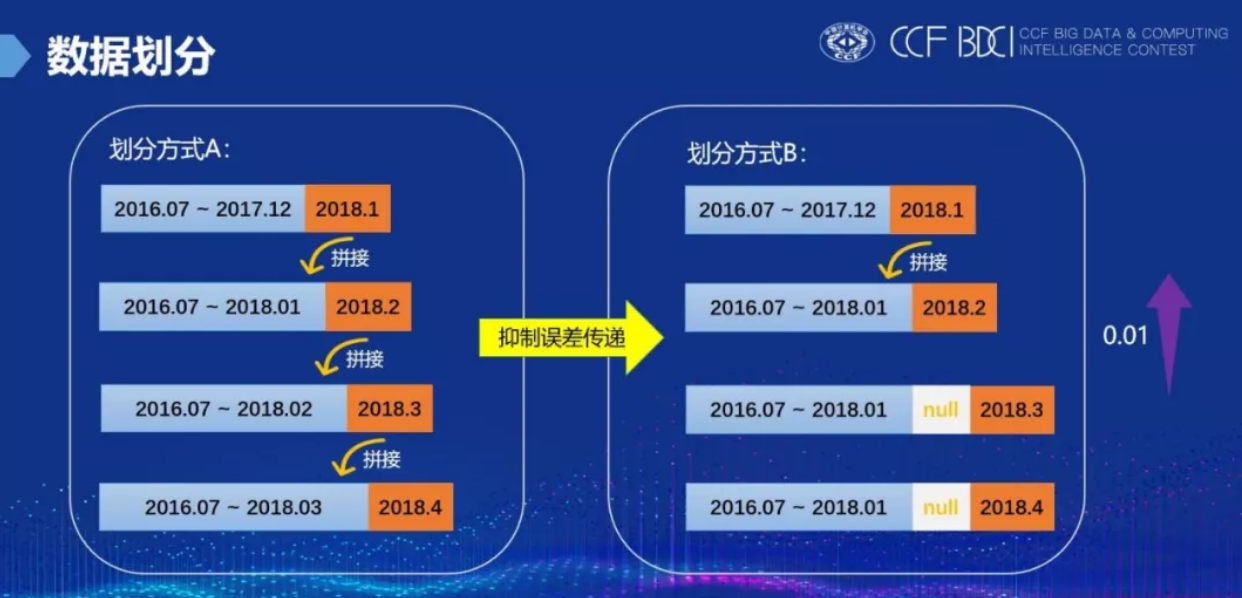 数据划分
CCF BDCI
CCF BIG DATA & COMPUTING
INTELLIGENCE CONTEST
CCF
划分方式A:
2016.07 ~ 2017.12 2018.1
拼接
2016.07 ~ 2018.01 2018.2
拼接
2016.07 ~ 2018.02 2018.3
拼接
2016.07 ~ 2018.03 2018.4
抑制误差传递
划分方式B:
2016.07 ~ 2017.12 2018.1
拼接
2016.07 ~ 2018.01 2018.2
2016.07 ~ 2018.01 null 2018.3
2016.07 ~ 2018.01 null 2018.4
0.01